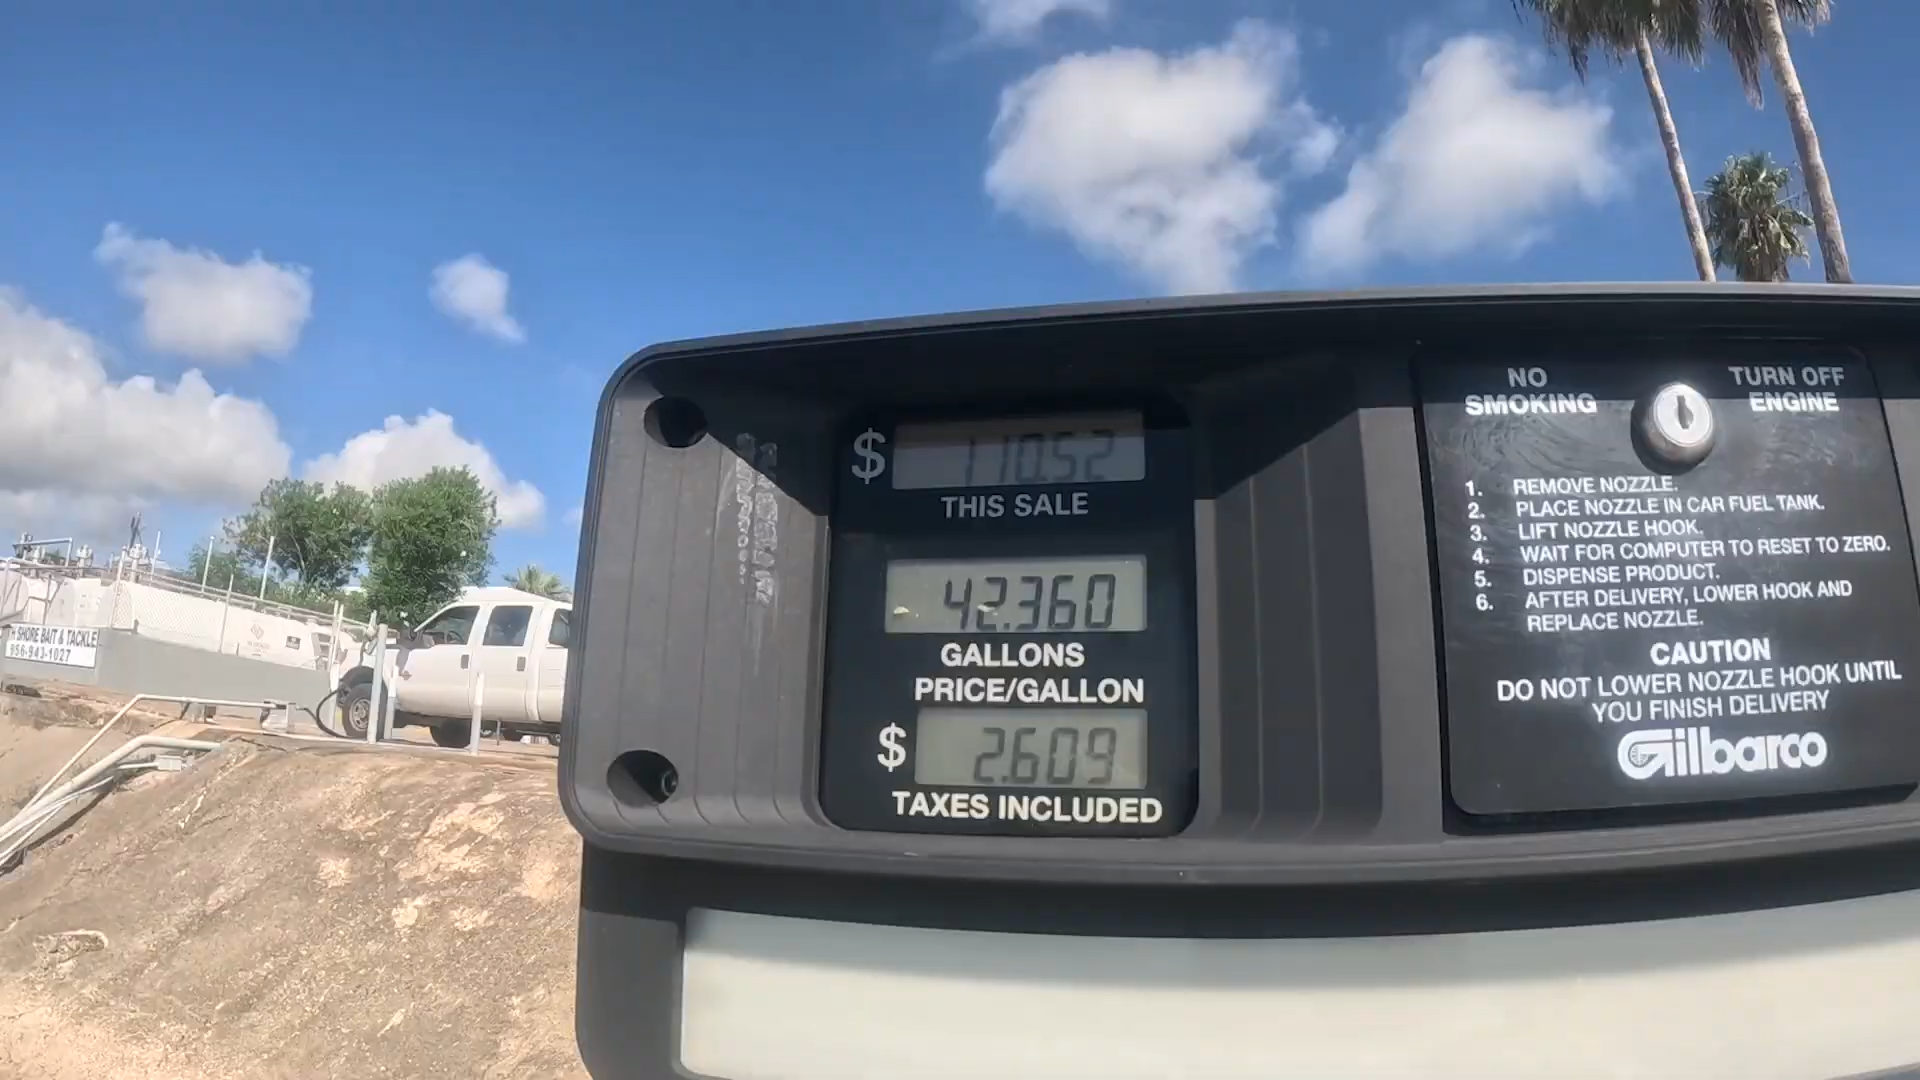 $ 110.52
THIS SALE
42.360
GALLONS
PRICE/GALLON
$ 2.609
TAXES INCLUDED
NO SMOKING
TURN OFF ENGINE
1. REMOVE NOZZLE.
2. PLACE NOZZLE IN CAR FUEL TANK.
3. LIFT NOZZLE HOOK.
4. WAIT FOR COMPUTER TO RESET TO ZERO.
5. DISPENSE PRODUCT.
6. AFTER DELIVERY, LOWER HOOK AND
REPLACE NOZZLE.
CAUTION
DO NOT LOWER NOZZLE HOOK UNTIL
YOU FINISH DELIVERY
Gilbarco
SHORE BAIT & TACKLE
956-943-1027